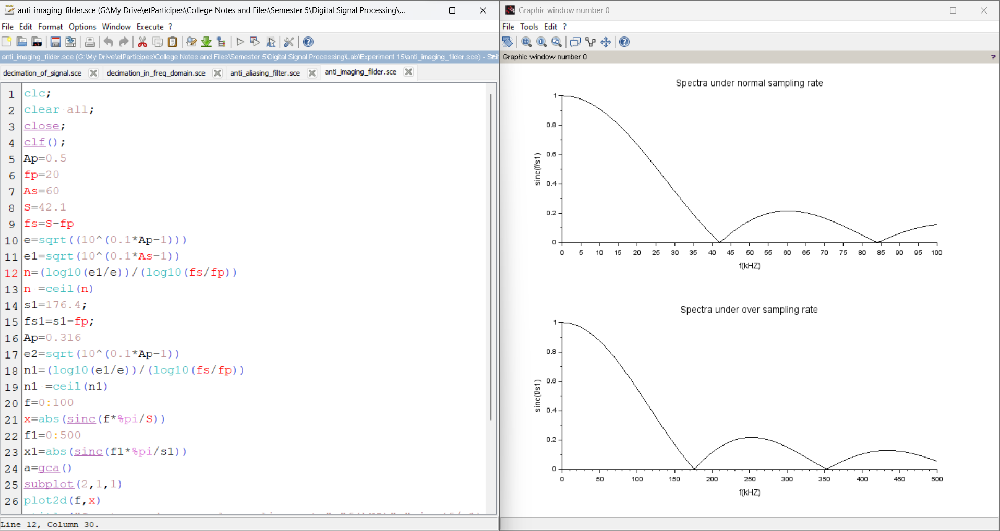 anti_imaging_filder.sce (G:\My Drive\etParticipes\College Notes and Files\Semester 5\Digital Signal Processing\...
File Edit Format Options Window Execute ?
anti_imaging_filder.sce (G:\My Drive\etParticipes\College Notes and Files\Semester 5\Digital Signal Processing\Lab\Experiment 15\anti_imaging_filder.sce) -
decimation_of_signal.sce decimation_in_freq_domain.sce anti_aliasing_filter.sce anti_imaging_filder.sce
1 clc;
2 clear all;
3 close;
4 clf();
5 Ap=0.5
6 fp=20
7 As=60
8 S=42.1
9 fs=S-fp
10 e=sqrt((10^(0.1*Ap-1)))
11 e1=sqrt(10^(0.1*As-1))
12 n=(log10(e1/e))/(log10(fs/fp))
13 n =ceil(n)
14 s1=176.4;
15 fs1=s1-fp;
16 Ap=0.316
17 e2=sqrt(10^(0.1*Ap-1))
18 n1=(log10(e1/e))/(log10(fs/fp))
19 n1 =ceil(n1)
20 f=0:100
21 x=abs(sinc(f*%pi/S))
22 f1=0:500
23 x1=abs(sinc(f1*%pi/s1))
24 a=gca()
25 subplot(2,1,1)
26 plot2d(f,x)
Line 12, Column 30.
Graphic window number 0
File Tools Edit ?
Graphic window number 0 ?
Spectra under normal sampling rate
1
0.8
0.6
0.4
0.2
0
sinc(f/s1)
0 5 10 15 20 25 30 35 40 45 50 55 60 65 70 75 80 85 90 95 100
f(kHZ)
Spectra under over sampling rate
1
0.8
0.6
0.4
0.2
0
sinc(f/s1)
0 50 100 150 200 250 300 350 400 450 500
f(kHZ)